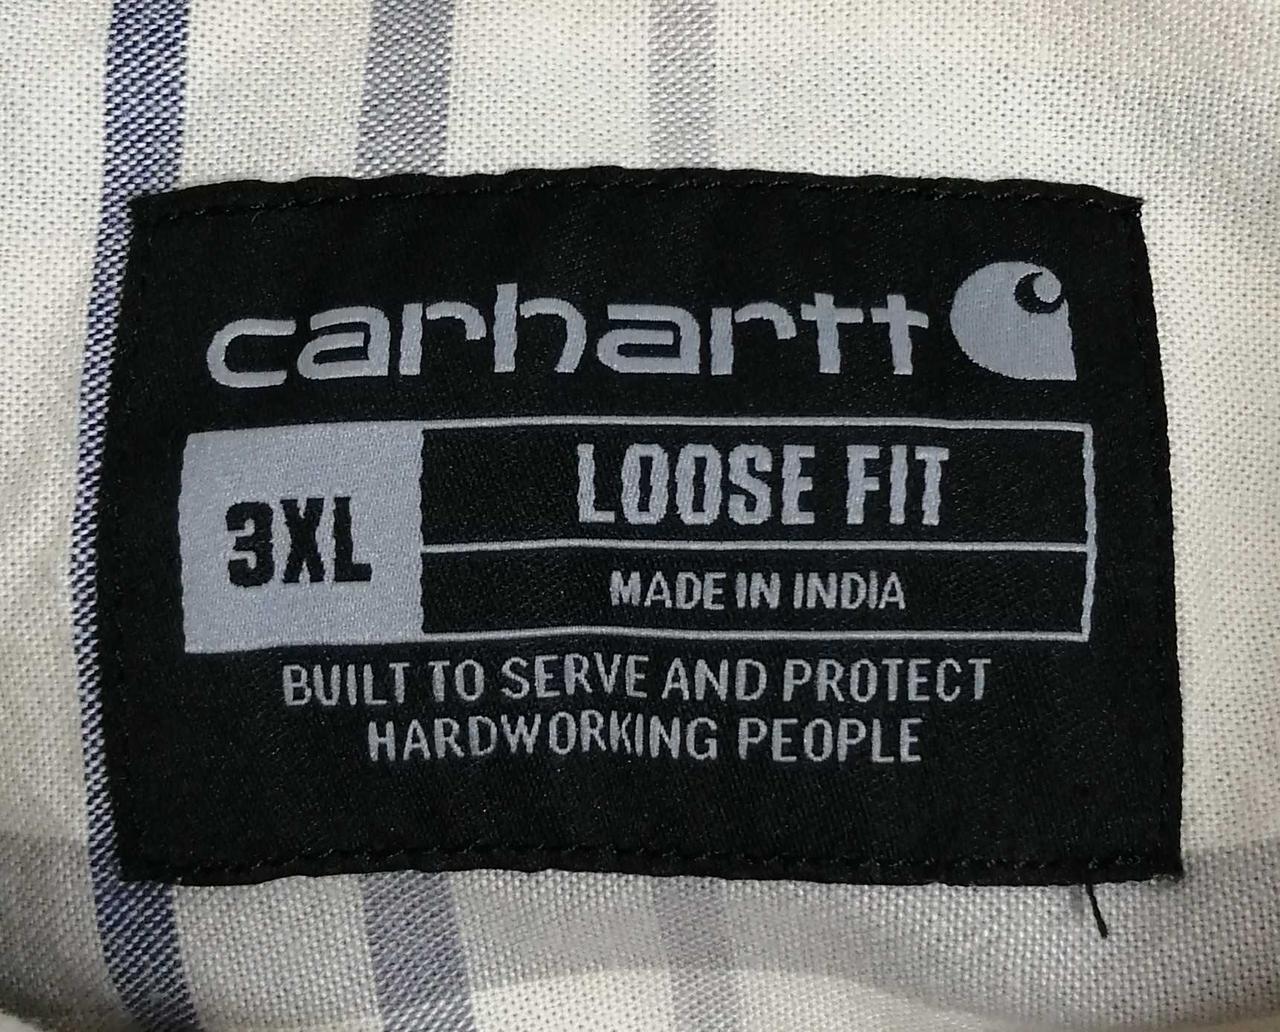 carhartt
3XL
LOOSE FIT
MADE IN INDIA
BUILT TO SERVE AND PROTECT
HARDWORKING PEOPLE